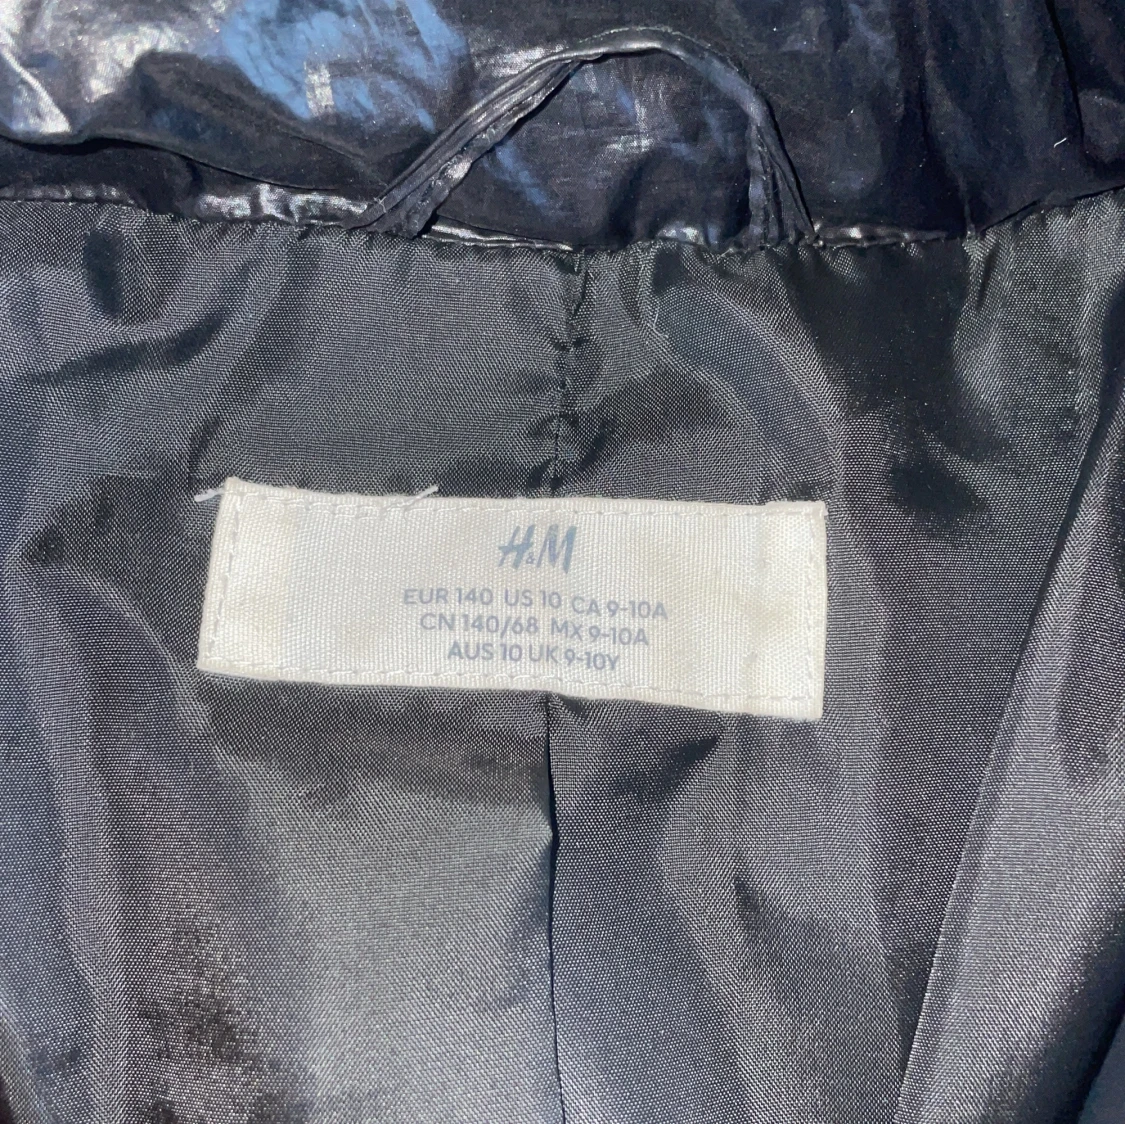 H&M
EUR 140 US 10 CA 9-10A
CN 140/68 MX 9-10A
AUS 10 UK 9-10Y